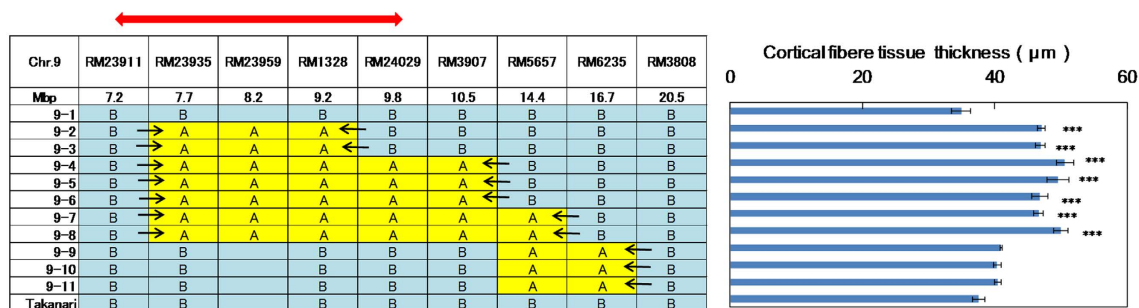 Chr.9 RM23911 RM23935 RM23959 RM1328 RM24029 RM3907 RM5657 RM6235 RM3808
Mbp 7.2 7.7 8.2 9.2 9.8 10.5 14.4 16.7 20.5
9-1 B B B B B B B B
9-2 B A A A B B B B B
9-3 B A A A B B B B B
9-4 B A A A A A B B B
9-5 B A A A A A B B B
9-6 B A A A A A B B B
9-7 B A A A A A A B B
9-8 B A A A A A A B B
9-9 B B B B B A A B
9-10 B B B B B A A B
9-11 B B B B B A A B
Takanari B B B B B B B B
Cortical fibere tissue thickness ( μm )
0 20 40 60
***
***
***
***
***
***
***